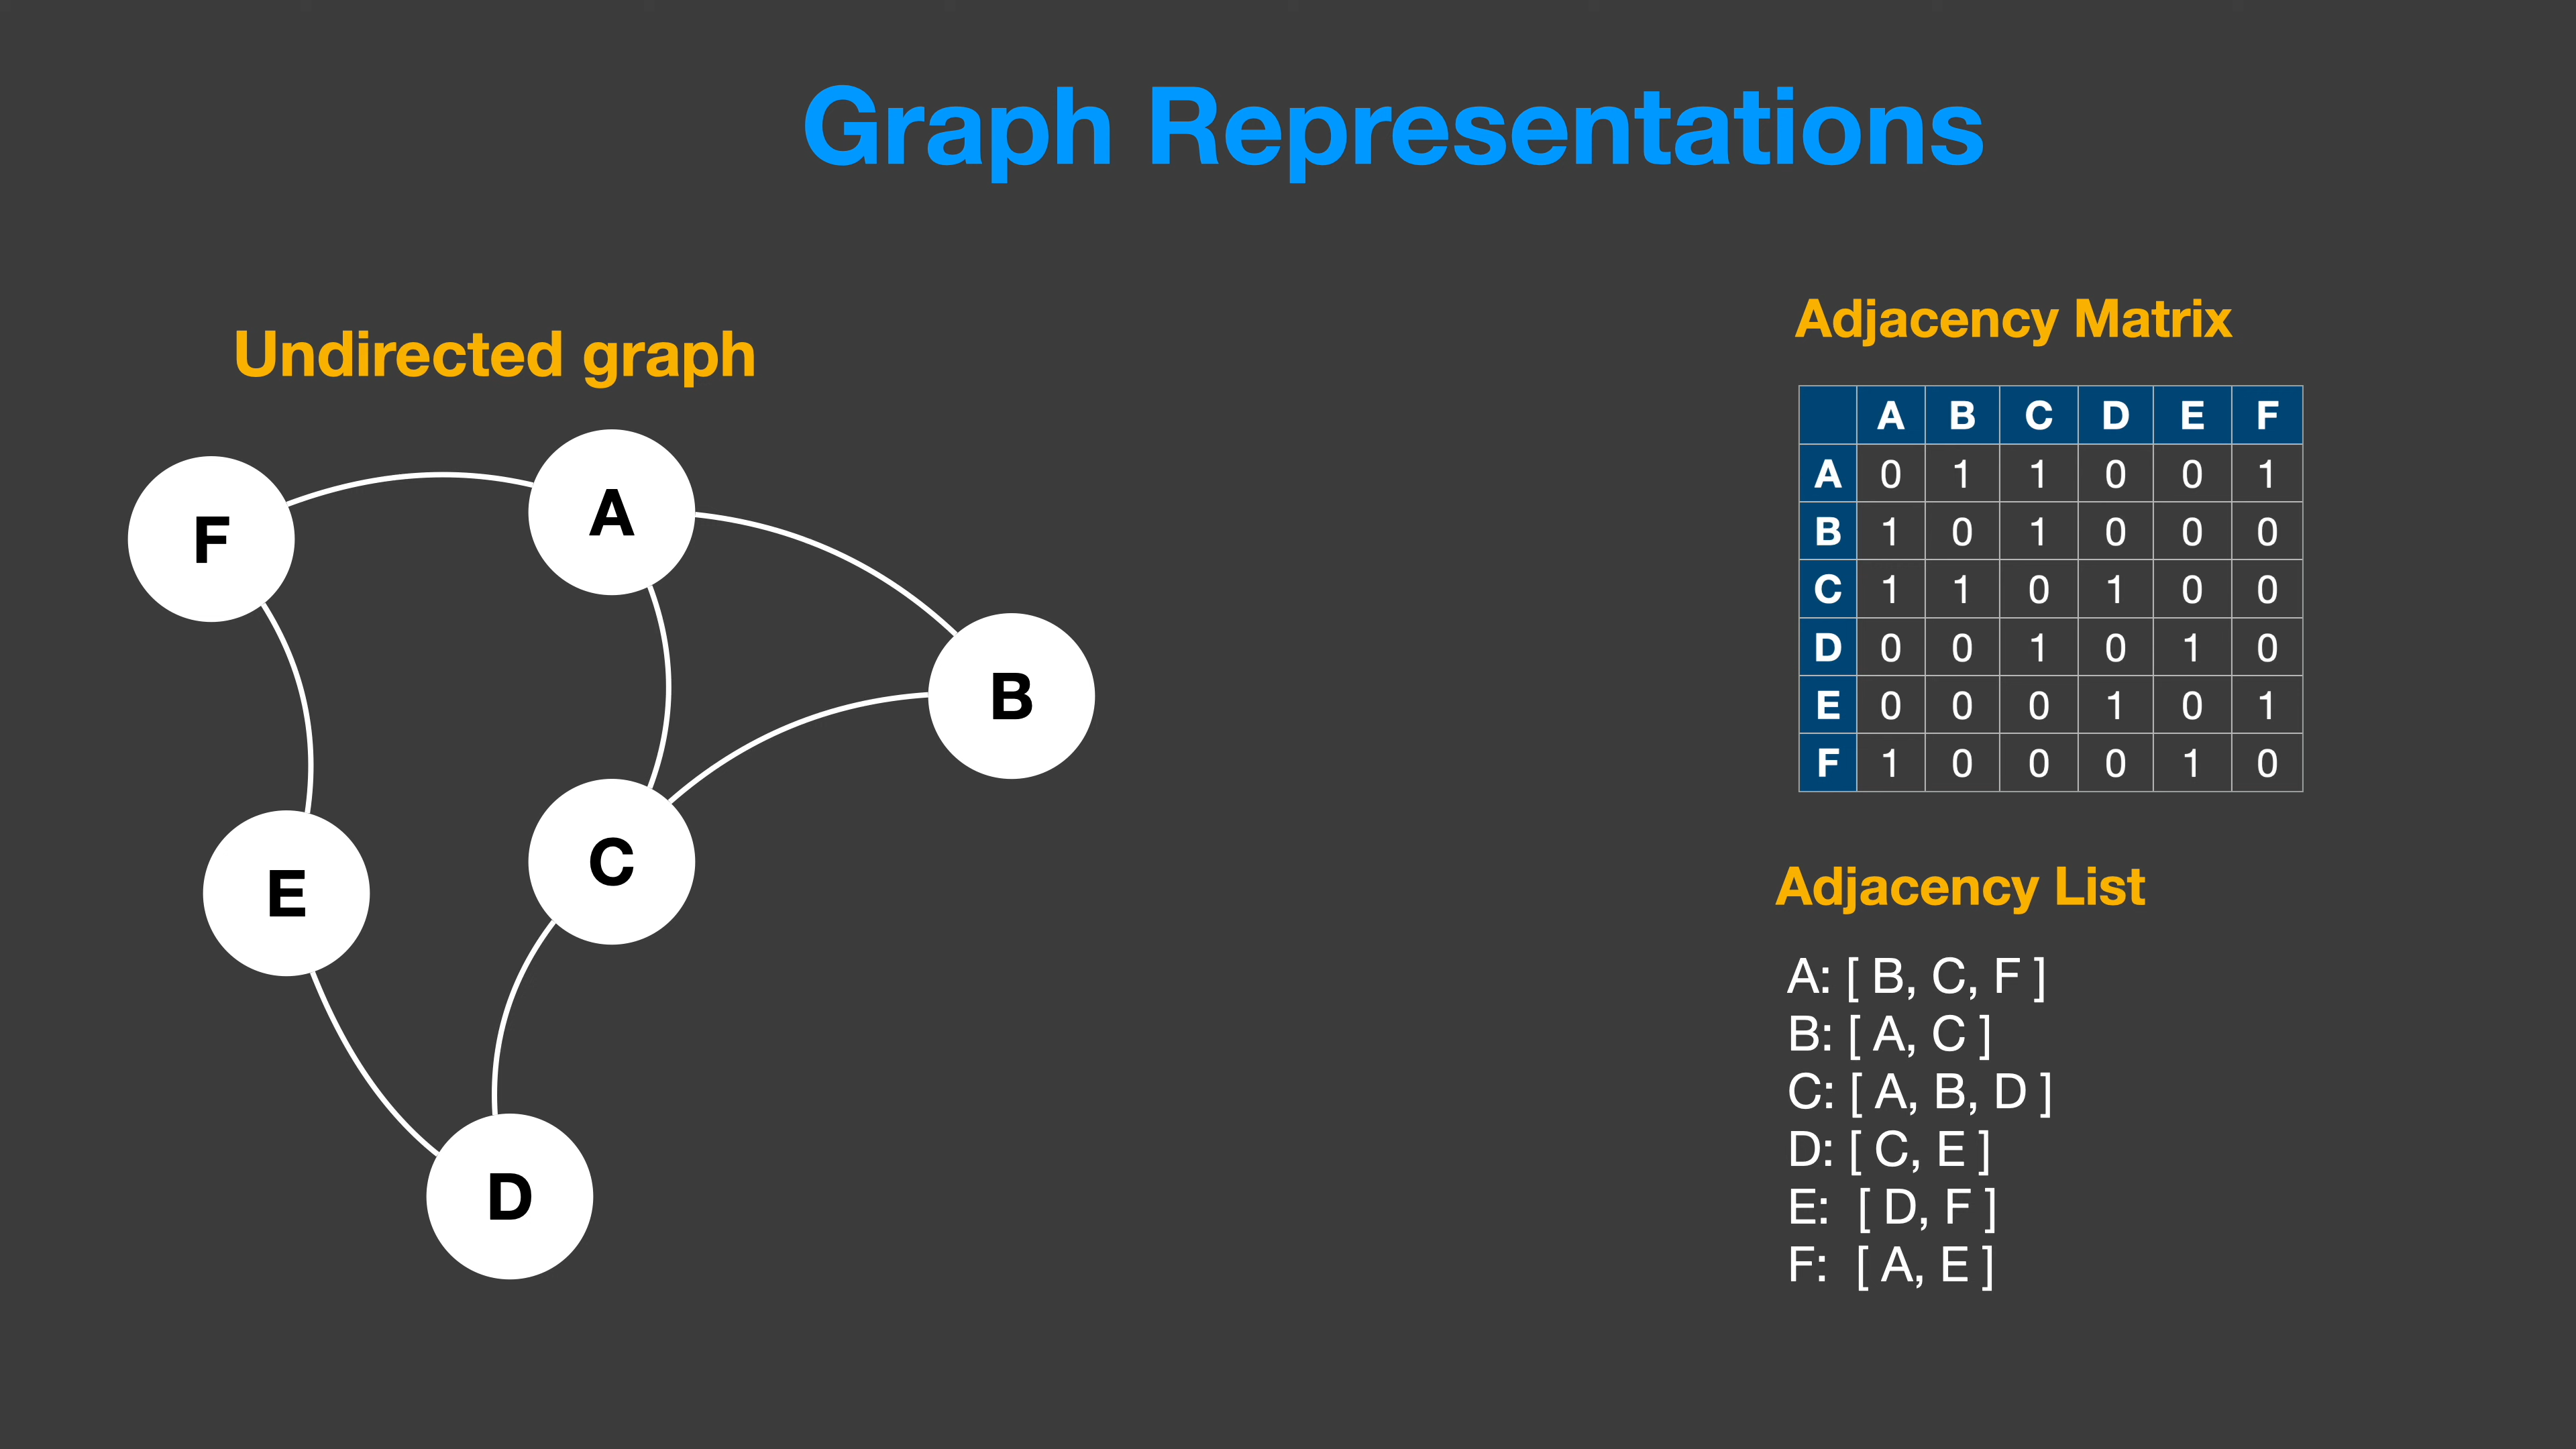 Graph Representations
Undirected graph
F
A
B
C
E
D
Adjacency Matrix
A B C D E F
A 0 1 1 0 0 1
B 1 0 1 0 0 0
C 1 1 0 1 0 0
D 0 0 1 0 1 0
E 0 0 0 1 0 1
F 1 0 0 0 1 0
Adjacency List
A: [ B, C, F ]
B: [ A, C ]
C: [ A, B, D ]
D: [ C, E ]
E: [ D, F ]
F: [ A, E ]